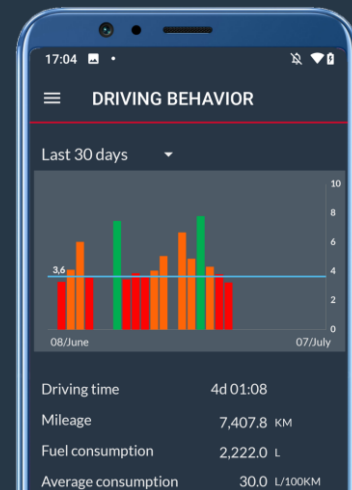 17:04
DRIVING BEHAVIOR
Last 30 days
10
8
6
3,6
4
2
0
08/June 07/July
Driving time 4d 01:08
Mileage 7,407.8 KM
Fuel consumption 2,222.0 L
Average consumption 30.0 L/100KM